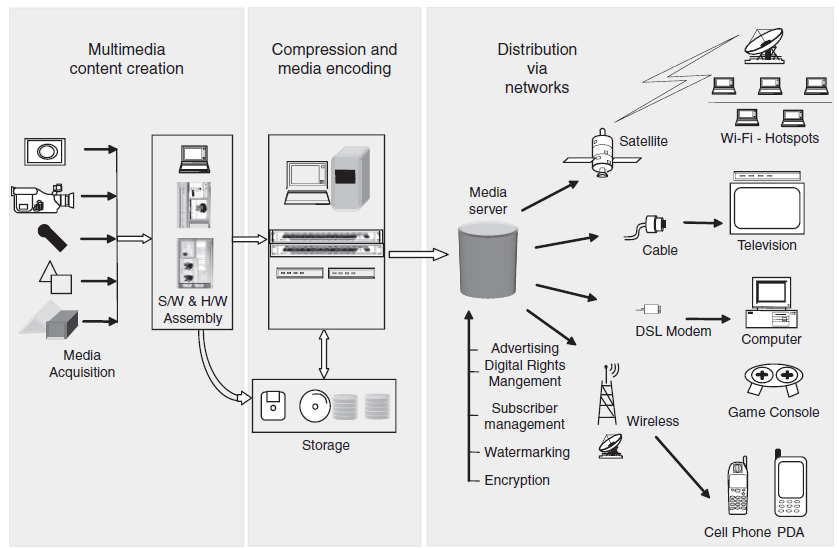 Multimedia
content creation
Compression and
media encoding
Distribution
via
networks
S/W & H/W
Assembly
Media
Acquisition
Storage
Media
server
Satellite
Wi-Fi - Hotspots
Cable
Television
DSL Modem
Computer
Game Console
Advertising
Digital Rights
Mangement
Subscriber
management
Watermarking
Encryption
Wireless
Cell Phone
PDA